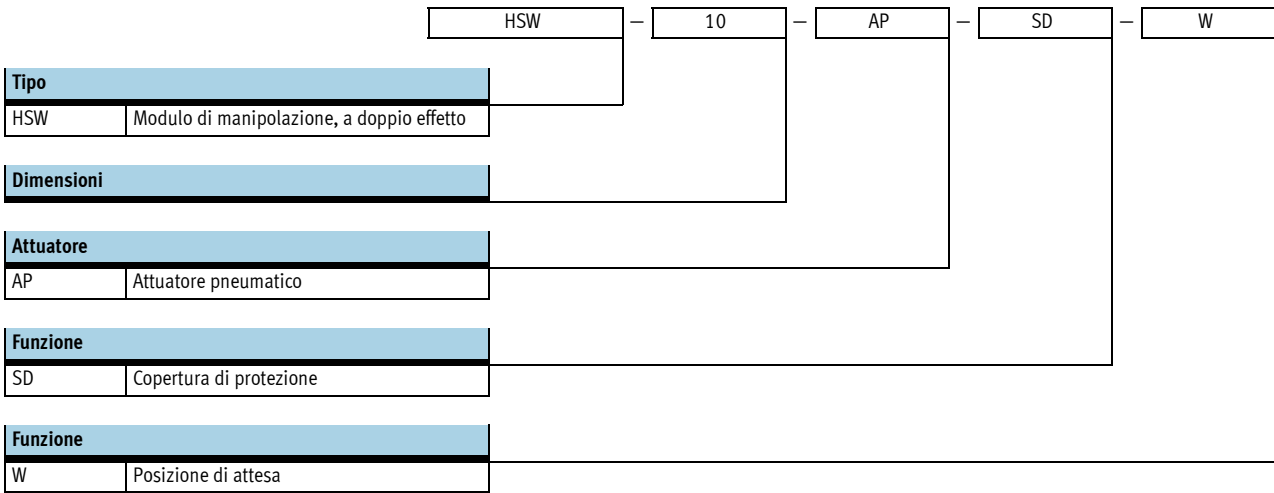 HSW – 10 – AP – SD – W
Tipo
HSW Modulo di manipolazione, a doppio effetto
Dimensioni
Attuatore
AP Attuatore pneumatico
Funzione
SD Copertura di protezione
Funzione
W Posizione di attesa